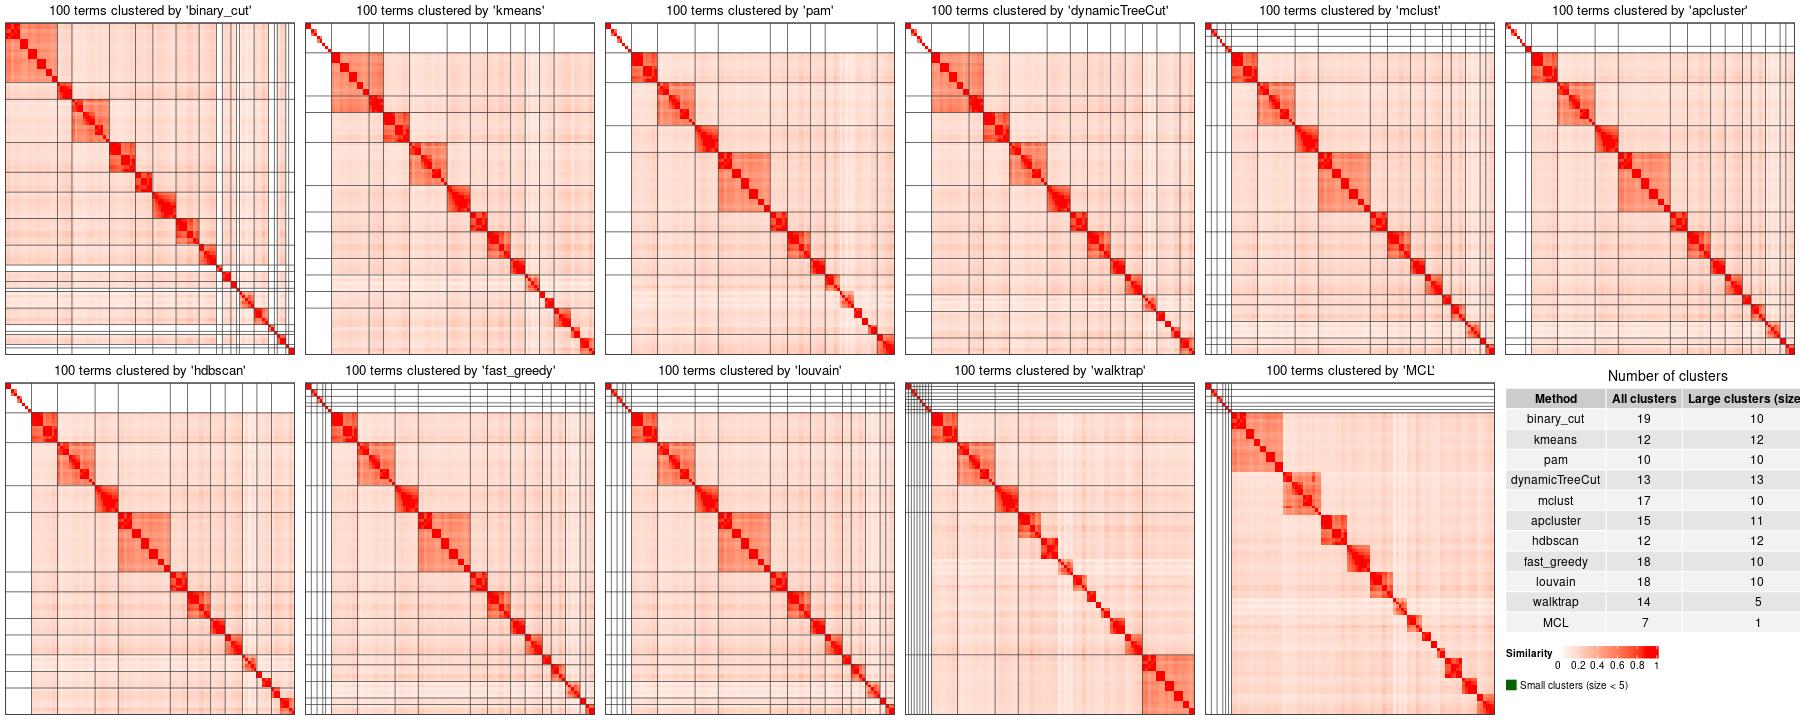 100 terms clustered by 'binary_cut'
100 terms clustered by 'kmeans'
100 terms clustered by 'pam'
100 terms clustered by 'dynamicTreeCut'
100 terms clustered by 'mclust'
100 terms clustered by 'apcluster'
100 terms clustered by 'hdbscan'
100 terms clustered by 'fast_greedy'
100 terms clustered by 'louvain'
100 terms clustered by 'walktrap'
100 terms clustered by 'MCL'
Number of clusters
Method All clusters Large clusters (size
binary_cut 19 10
kmeans 12 12
pam 10 10
dynamicTreeCut 13 13
mclust 17 10
apcluster 15 11
hdbscan 12 12
fast_greedy 18 10
louvain 18 10
walktrap 14 5
MCL 7 1
Similarity
0 0.2 0.4 0.6 0.8 1
Small clusters (size < 5)